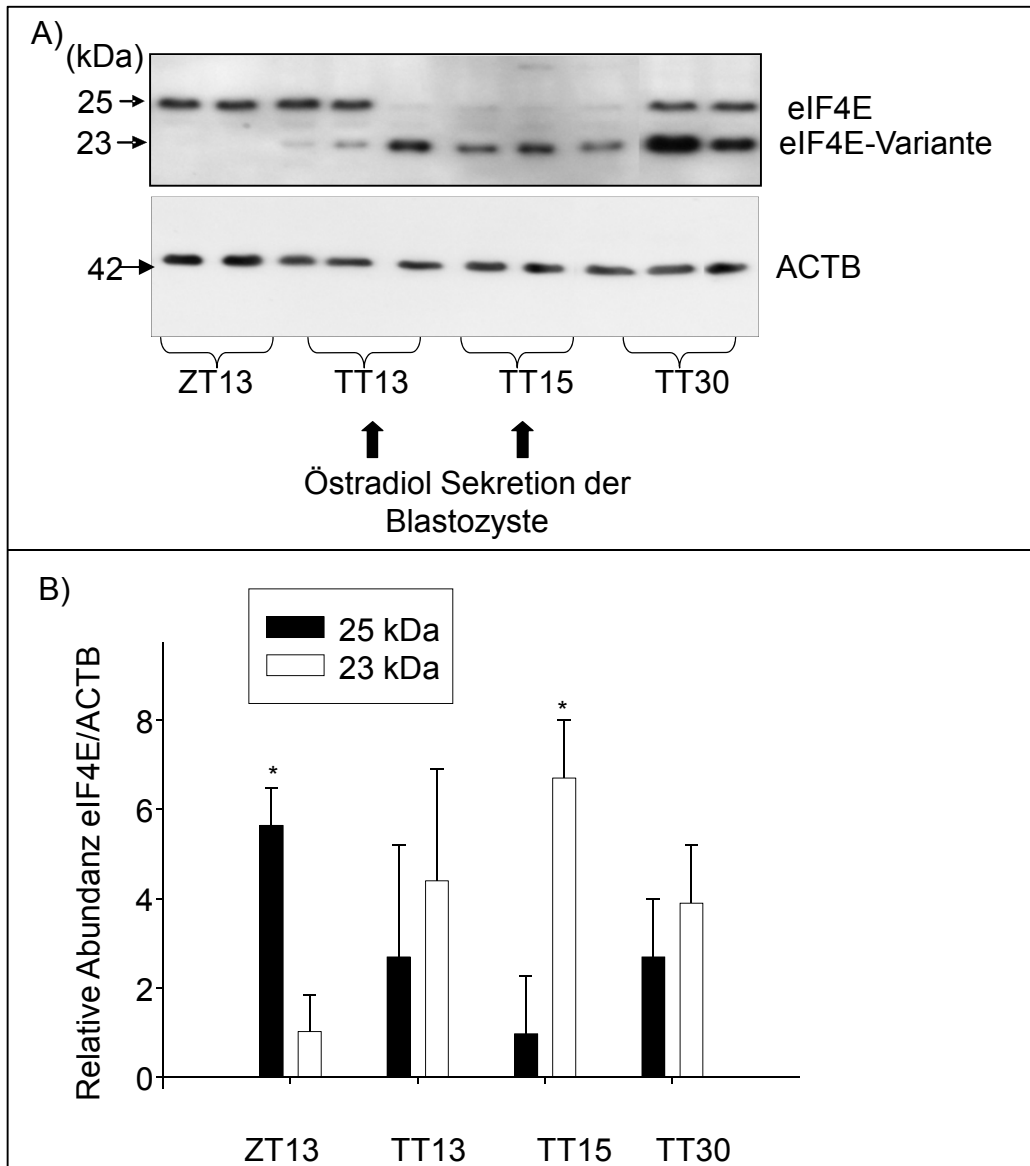 A)
(kDa)
25
eIF4E
23
eIF4E-Variante
42
ACTB
ZT13 TT13 TT15 TT30
Östradiol Sekretion der
Blastozyste
B)
25 kDa
23 kDa
Relative Abundanz eIF4E/ACTB
8
*
6
*
4
2
0
ZT13 TT13 TT15 TT30